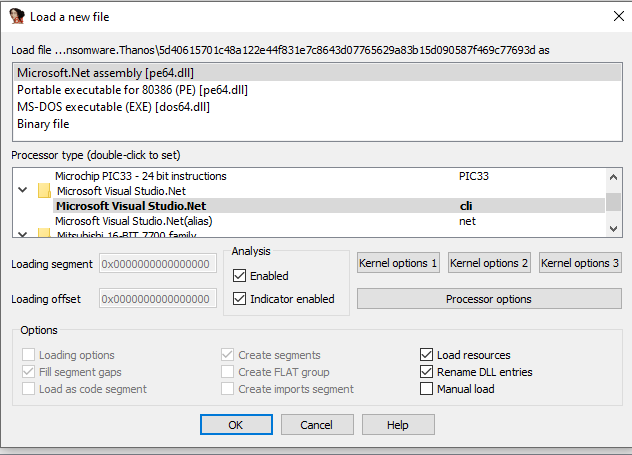 Load a new file
Load file ...nsomware.Thanos\5d40615701c48a122e44f831e7c8643d07765629a83b15d090587f469c77693d as
Microsoft.Net assembly [pe64.dll]
Portable executable for 80386 (PE) [pe64.dll]
MS-DOS executable (EXE) [dos64.dll]
Binary file
Processor type (double-click to set)
Microchip PIC33 - 24 bit instructions PIC33
Microsoft Visual Studio.Net
Microsoft Visual Studio.Net cli
Microsoft Visual Studio.Net(alias) net
Mitsubishi 16-BIT 7700 family
Loading segment 0x0000000000000000
Loading offset 0x0000000000000000
Analysis
Enabled
Indicator enabled
Kernel options 1 Kernel options 2 Kernel options 3
Processor options
Options
Loading options Create segments Load resources
Fill segment gaps Create FLAT group Rename DLL entries
Load as code segment Create imports segment Manual load
OK Cancel Help